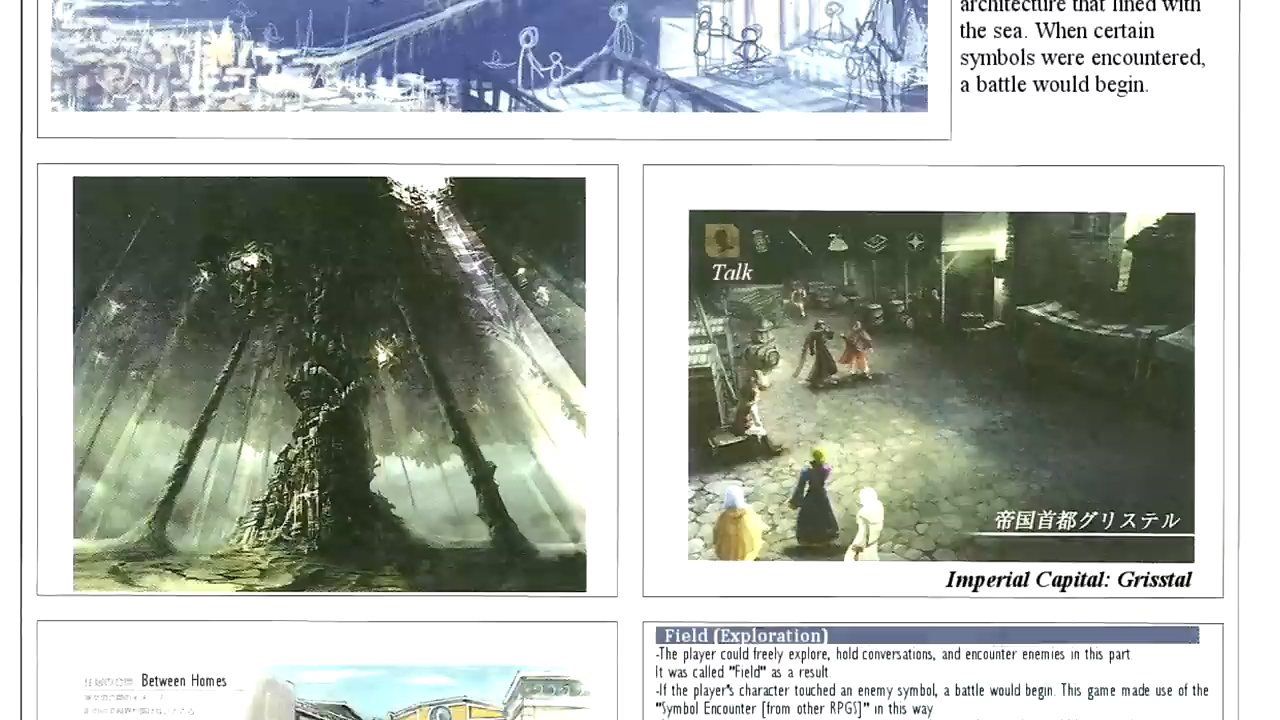 architecture that lined with
the sea. When certain
symbols were encountered,
a battle would begin.
Talk
帝国首都グリステル
Imperial Capital: Grisstal
Between Homes
Field (Exploration)
-The player could freely explore, hold conversations, and encounter enemies in this part
It was called "Field" as a result
-If the player's character touched an enemy symbol, a battle would begin. This game made use of the
"Symbol Encounter [from other RPGS]" in this way